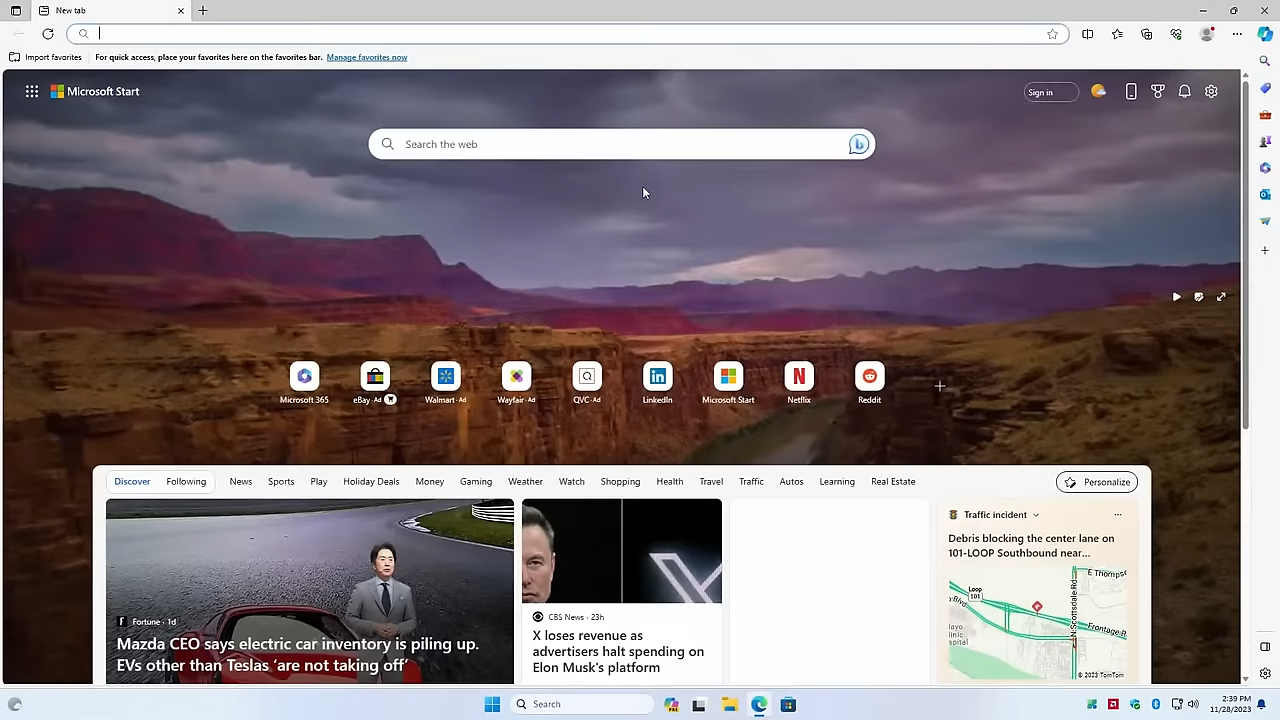 New tab
Import favorites
For quick access, place your favorites here on the favorites bar. Manage favorites now
Microsoft Start
Sign in
Search the web
Microsoft 365
eBay · Ad
Walmart · Ad
Wayfair · Ad
QVC · Ad
LinkedIn
Microsoft Start
Netflix
Reddit
Discover
Following
News
Sports
Play
Holiday Deals
Money
Gaming
Weather
Watch
Shopping
Health
Travel
Traffic
Autos
Learning
Real Estate
Personalize
Fortune · 1d
Mazda CEO says electric car inventory is piling up.
EVs other than Teslas ‘are not taking off’
CBS News · 23h
X loses revenue as
advertisers halt spending on
Elon Musk's platform
Traffic incident
Debris blocking the center lane on
101-LOOP Southbound near...
E Thomps
Loop
101
Frontage R
© 2023 TomTom
Search
2:39 PM
11/28/2023